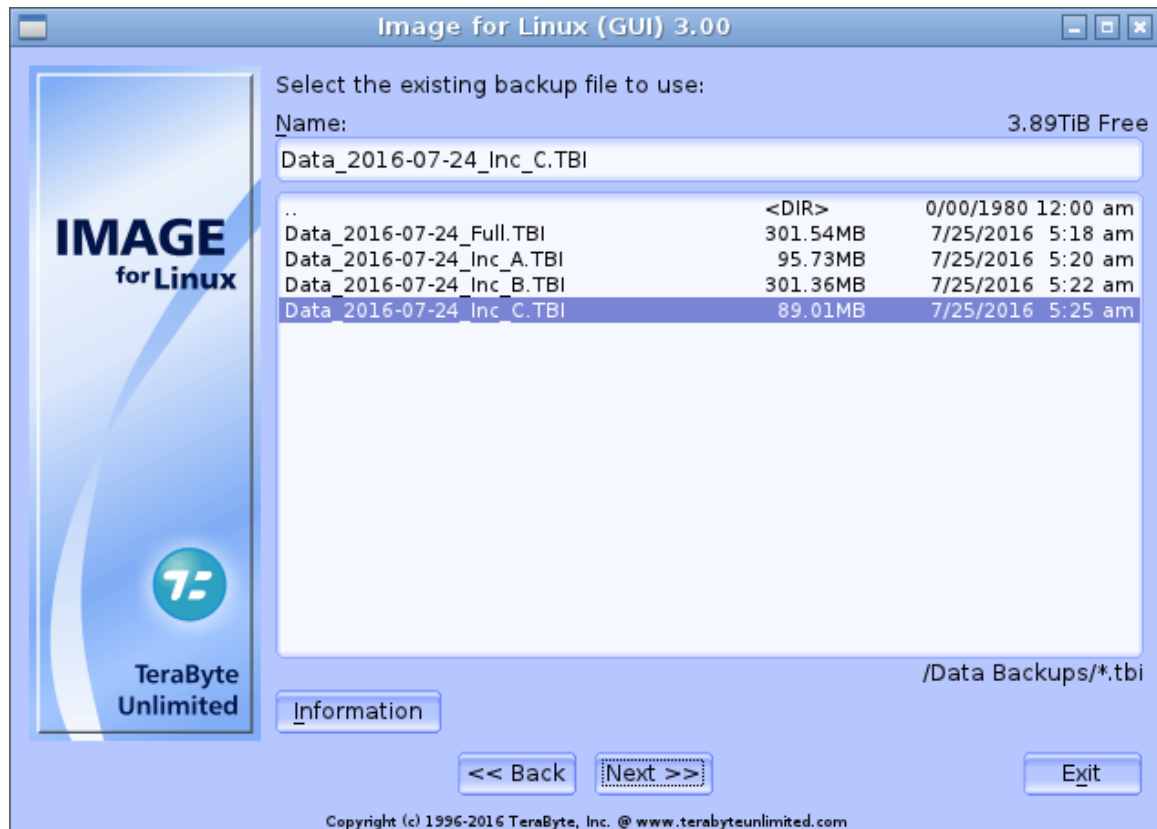 Image for Linux (GUI) 3.00
Select the existing backup file to use:
Name: 3.89TiB Free
Data_2016-07-24_Inc_C.TBI
.. <DIR> 0/00/1980 12:00 am
Data_2016-07-24_Full.TBI 301.54MB 7/25/2016 5:18 am
Data_2016-07-24_Inc_A.TBI 95.73MB 7/25/2016 5:20 am
Data_2016-07-24_Inc_B.TBI 301.36MB 7/25/2016 5:22 am
Data_2016-07-24_Inc_C.TBI 89.01MB 7/25/2016 5:25 am
IMAGE
for Linux
TeraByte
Unlimited
/Data Backups/*.tbi
Information
<< Back Next >> Exit
Copyright (c) 1996-2016 TeraByte, Inc. @ www.terabyteunlimited.com